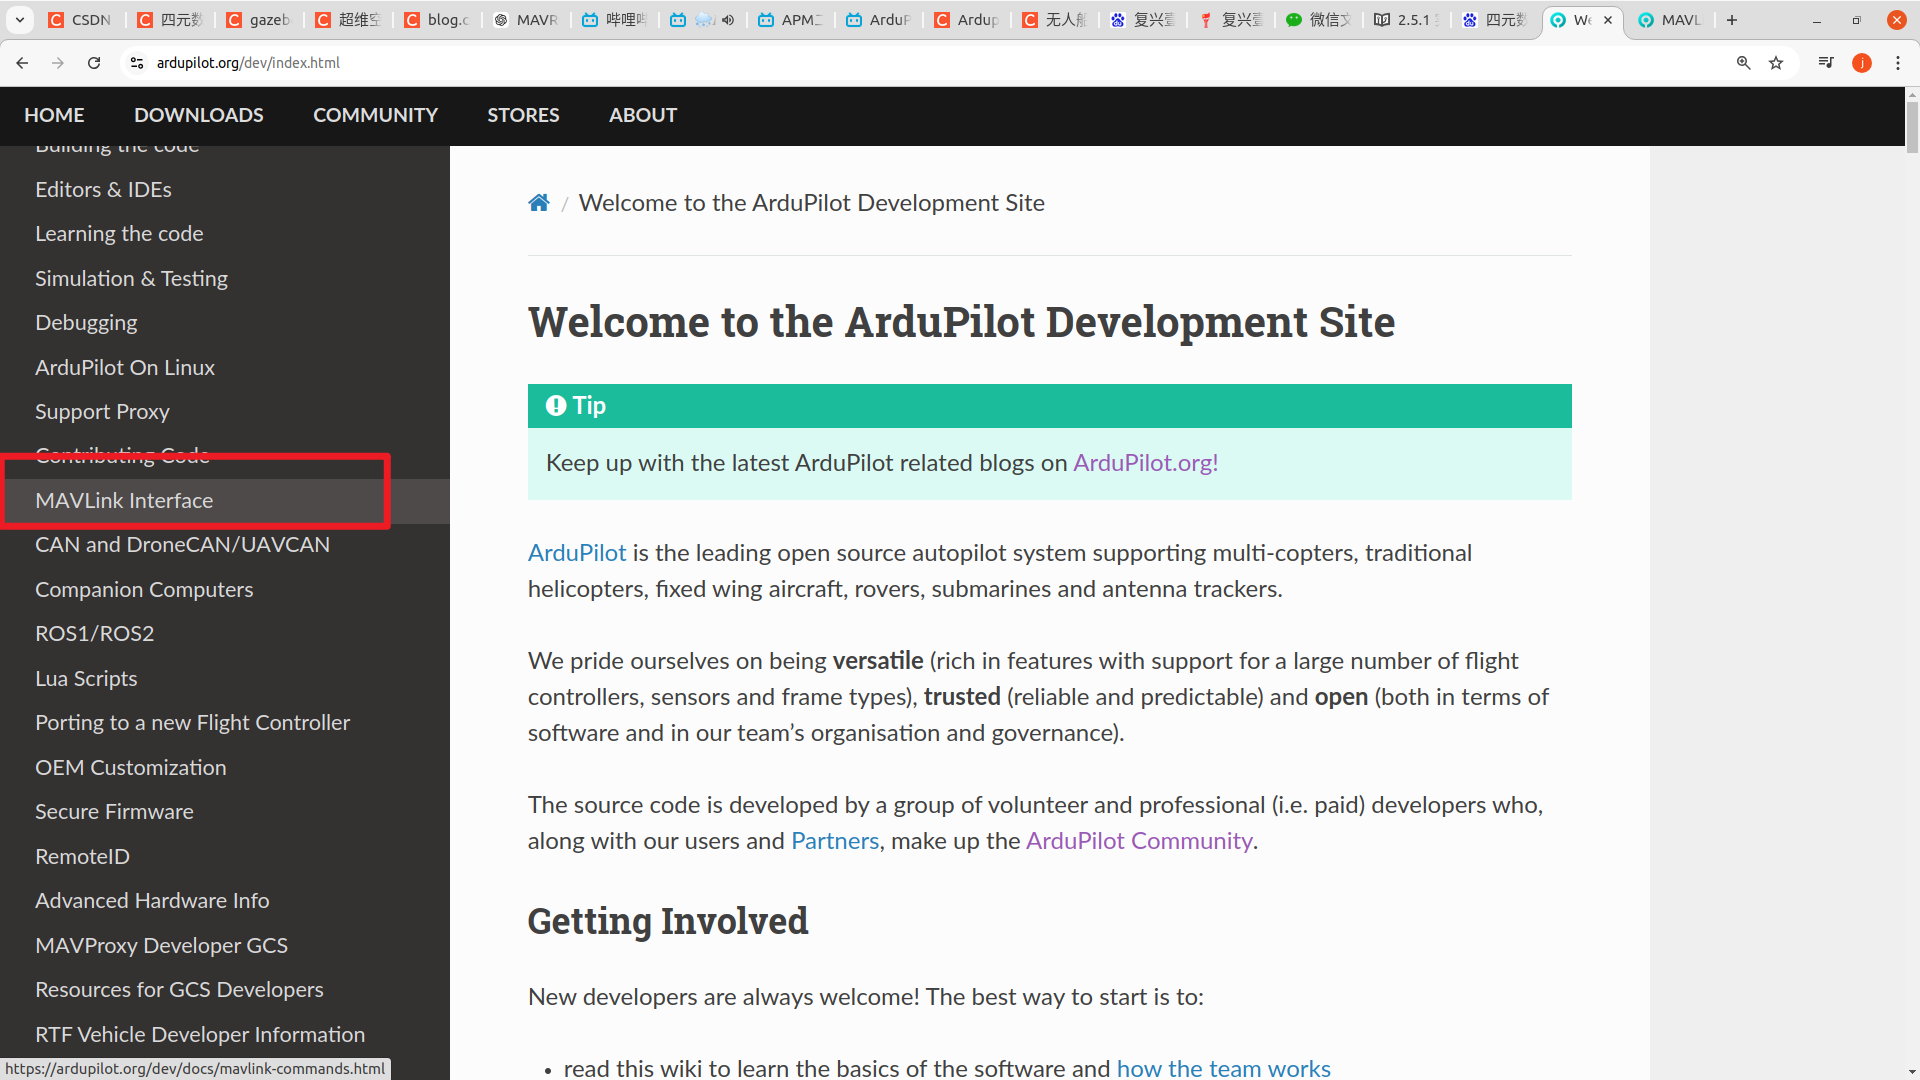 CSDN
四元数
gazeb
超维空
blog.c
MAVR
哔哩哔
APM二
ArduP
Ardup
无人船
复兴壹
复兴壹
微信文
2.5.1
四元数
We
MAVL
ardupilot.org/dev/index.html
j
HOME DOWNLOADS COMMUNITY STORES ABOUT
Building the code
Editors & IDEs
Learning the code
Simulation & Testing
Debugging
ArduPilot On Linux
Support Proxy
Contributing Code
MAVLink Interface
CAN and DroneCAN/UAVCAN
Companion Computers
ROS1/ROS2
Lua Scripts
Porting to a new Flight Controller
OEM Customization
Secure Firmware
RemoteID
Advanced Hardware Info
MAVProxy Developer GCS
Resources for GCS Developers
RTF Vehicle Developer Information
https://ardupilot.org/dev/docs/mavlink-commands.html
/ Welcome to the ArduPilot Development Site
Welcome to the ArduPilot Development Site
Tip
Keep up with the latest ArduPilot related blogs on ArduPilot.org!
ArduPilot is the leading open source autopilot system supporting multi-copters, traditional
helicopters, fixed wing aircraft, rovers, submarines and antenna trackers.
We pride ourselves on being versatile (rich in features with support for a large number of flight
controllers, sensors and frame types), trusted (reliable and predictable) and open (both in terms of
software and in our team’s organisation and governance).
The source code is developed by a group of volunteer and professional (i.e. paid) developers who,
along with our users and Partners, make up the ArduPilot Community.
Getting Involved
New developers are always welcome! The best way to start is to:
• read this wiki to learn the basics of the software and how the team works